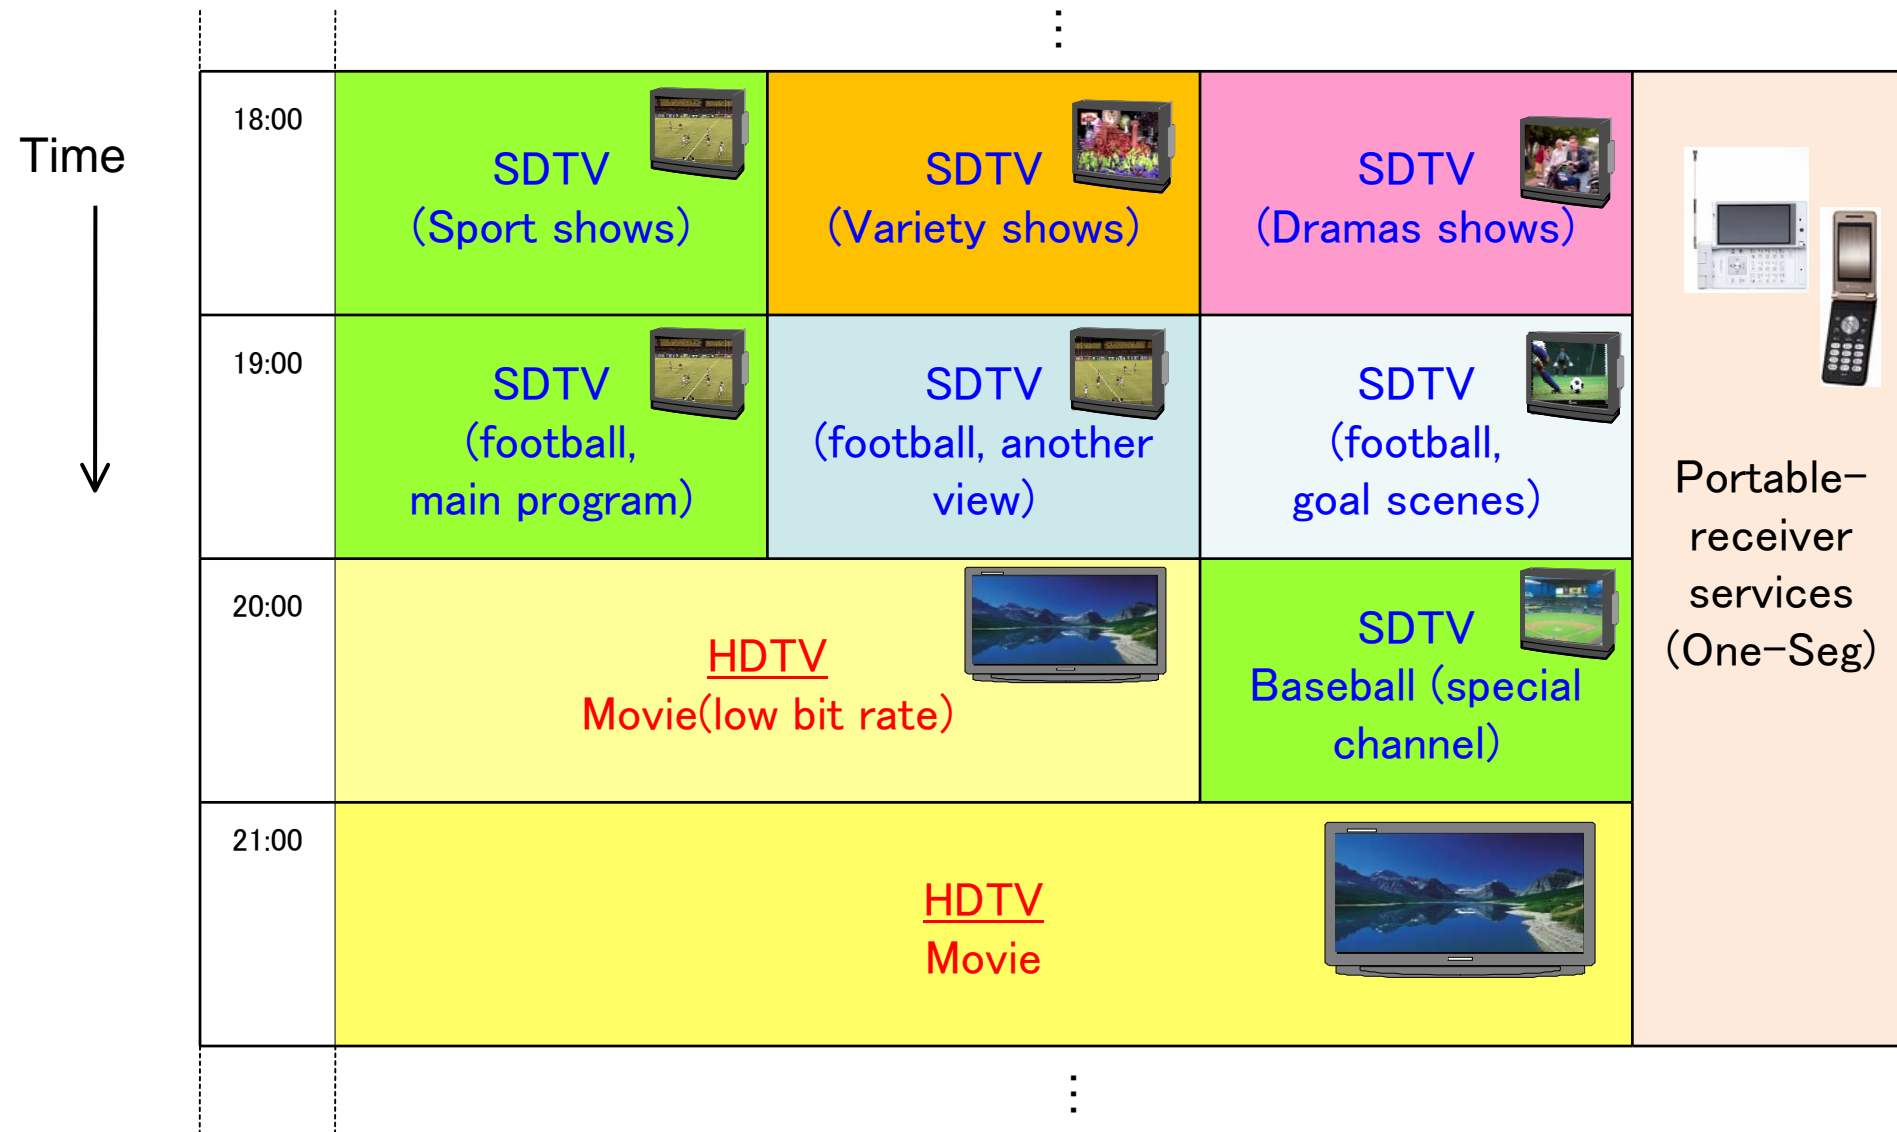 Time
18:00
SDTV
(Sport shows)
SDTV
(Variety shows)
SDTV
(Dramas shows)
19:00
SDTV
(football,
main program)
SDTV
(football, another
view)
SDTV
(football,
goal scenes)
20:00
HDTV
Movie(low bit rate)
SDTV
Baseball (special
channel)
21:00
HDTV
Movie
Portable-
receiver
services
(One-Seg)